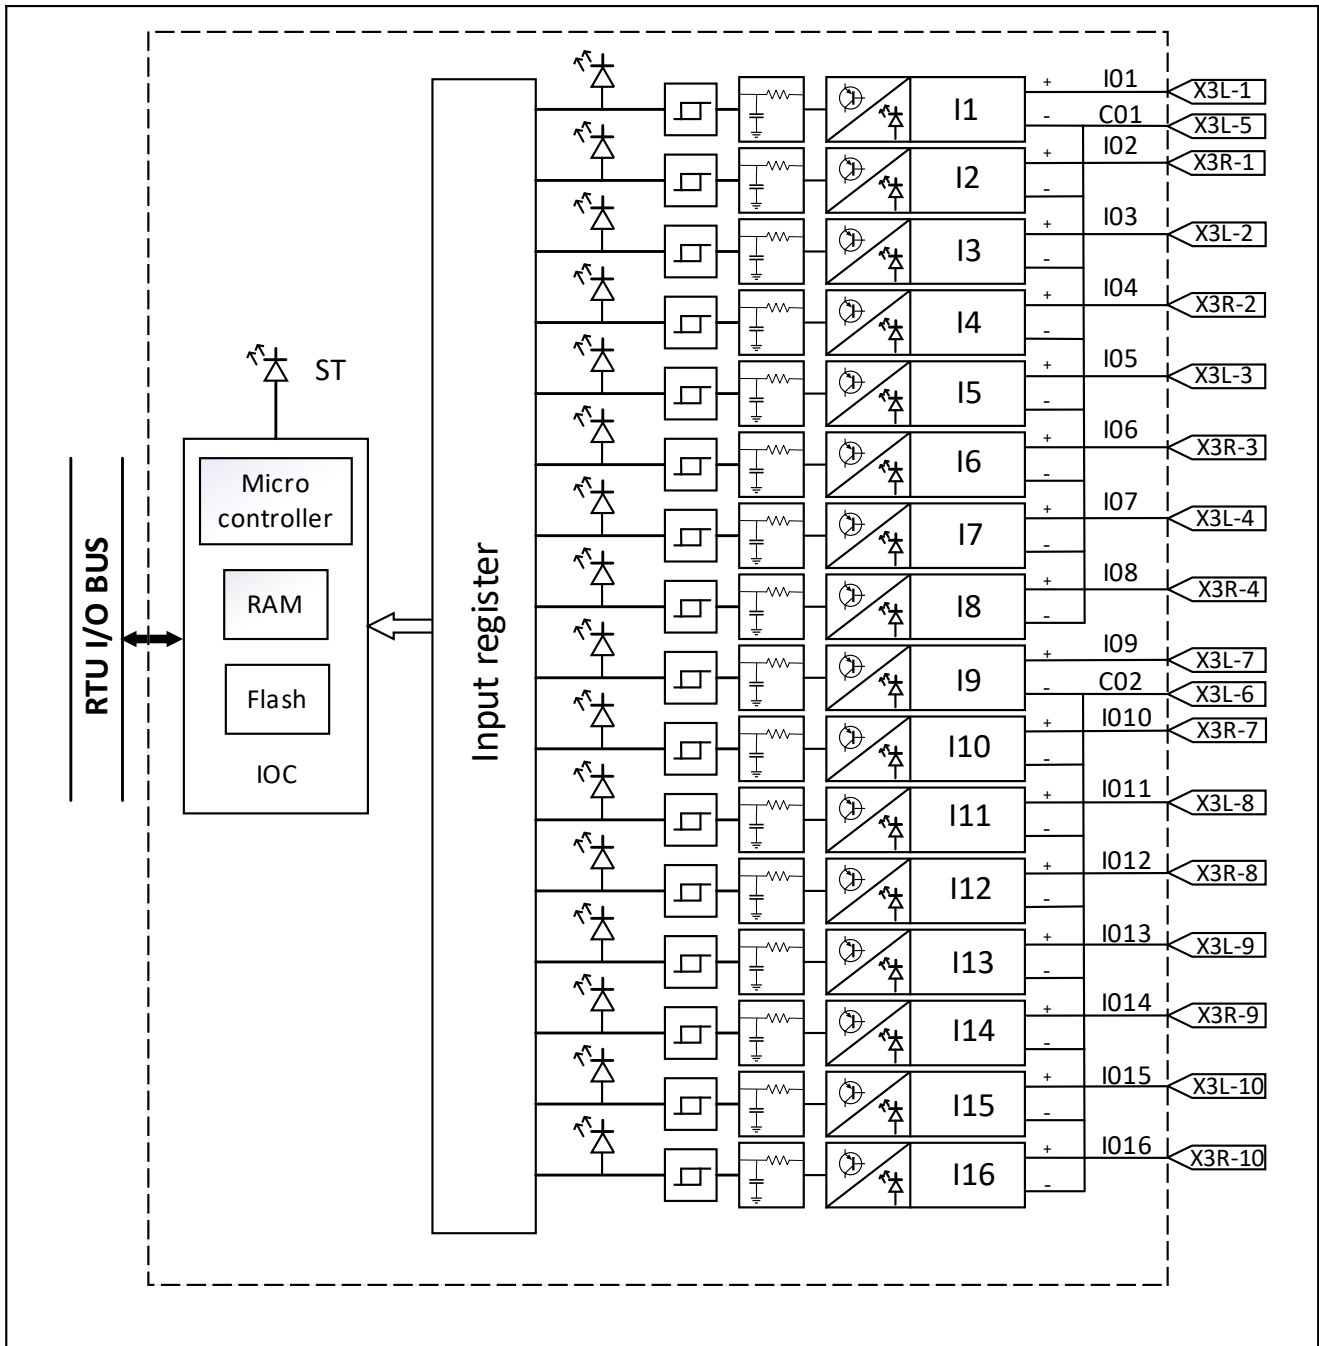 I1
+
-
I01
C01
X3L-1
X3L-5
I2
+
-
I02
X3R-1
I3
+
-
I03
X3L-2
I4
+
-
I04
X3R-2
I5
+
-
I05
X3L-3
I6
+
-
I06
X3R-3
I7
+
-
I07
X3L-4
I8
+
-
I08
X3R-4
I9
+
-
I09
C02
X3L-7
X3L-6
I10
+
-
I010
X3R-7
I11
+
-
I011
X3L-8
I12
+
-
I012
X3R-8
I13
+
-
I013
X3L-9
I14
+
-
I014
X3R-9
I15
+
-
I015
X3L-10
I16
+
-
I016
X3R-10
ST
Micro
controller
RAM
Flash
IOC
RTU I/O BUS
Input register